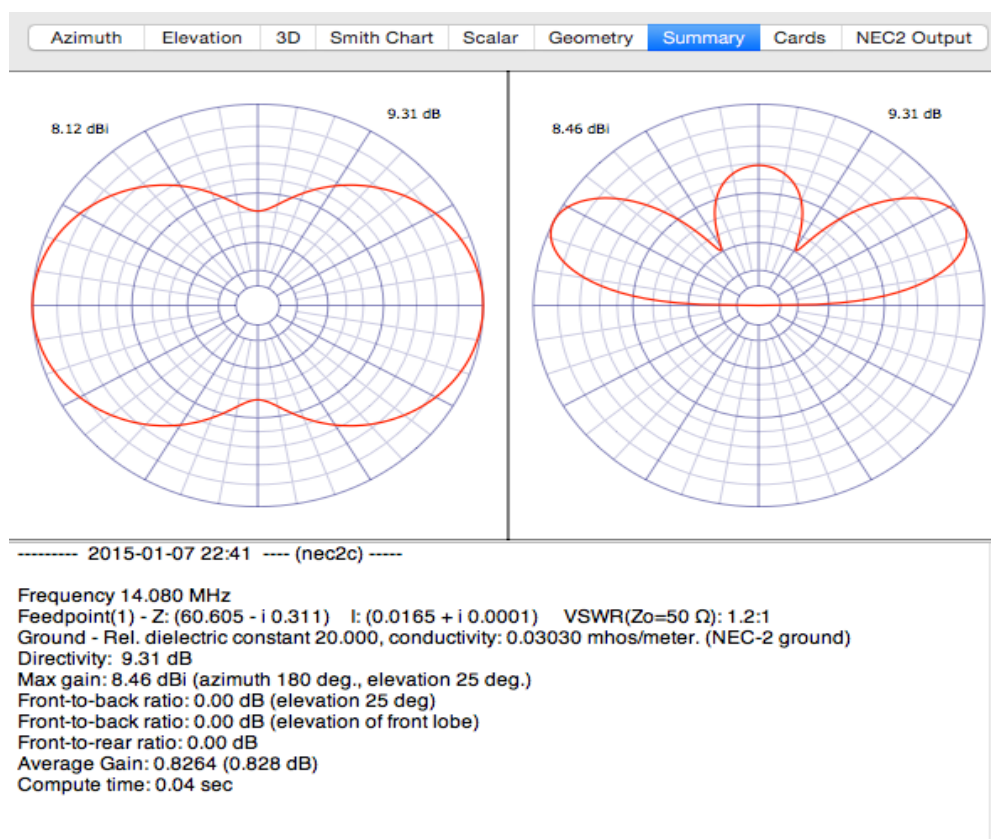 Azimuth Elevation 3D Smith Chart Scalar Geometry Summary Cards NEC2 Output
8.12 dBi 9.31 dB 8.46 dBi 9.31 dB
--------- 2015-01-07 22:41 ---- (nec2c) -----
Frequency 14.080 MHz
Feedpoint(1) - Z: (60.605 - i 0.311) I: (0.0165 + i 0.0001) VSWR(Zo=50 Ω): 1.2:1
Ground - Rel. dielectric constant 20.000, conductivity: 0.03030 mhos/meter. (NEC-2 ground)
Directivity: 9.31 dB
Max gain: 8.46 dBi (azimuth 180 deg., elevation 25 deg.)
Front-to-back ratio: 0.00 dB (elevation 25 deg)
Front-to-back ratio: 0.00 dB (elevation of front lobe)
Front-to-rear ratio: 0.00 dB
Average Gain: 0.8264 (0.828 dB)
Compute time: 0.04 sec